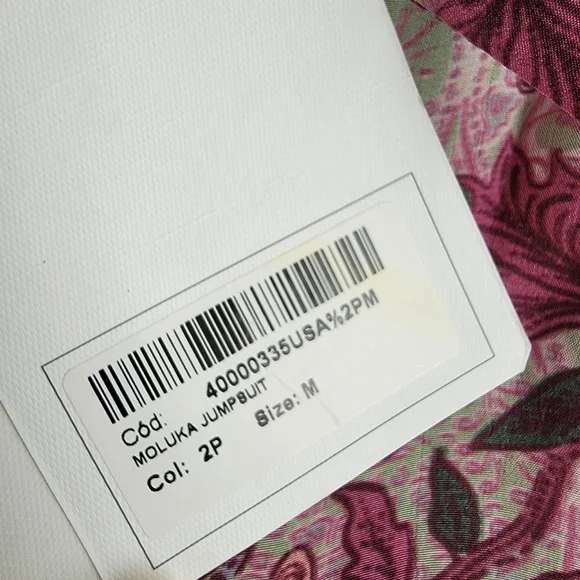 Cód: 40000335USA%2PM
MOLUKA JUMPSUIT
Col: 2P Size: M